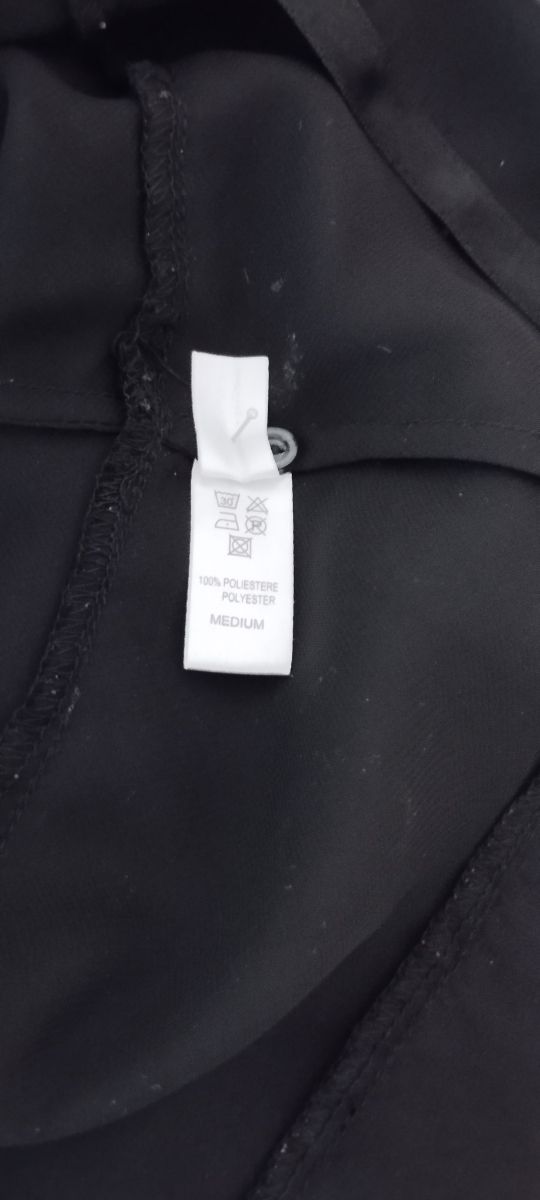 30
P
100% POLIESTERE
POLYESTER
MEDIUM